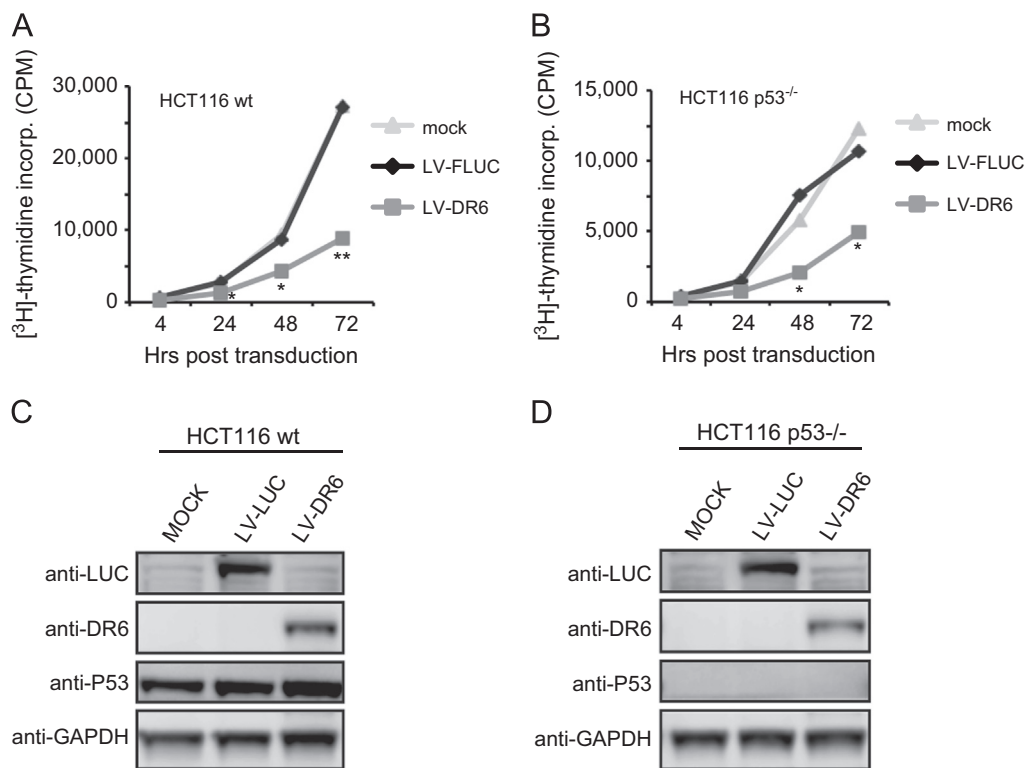 A
[³H]-thymidine incorp. (CPM)
30,000
20,000
10,000
0
HCT116 wt
mock
LV-FLUC
LV-DR6
*
*
**
4 24 48 72
Hrs post transduction
B
[³H]-thymidine incorp. (CPM)
15,000
10,000
5,000
0
HCT116 p53-/-
mock
LV-FLUC
LV-DR6
*
*
4 24 48 72
Hrs post transduction
C
HCT116 wt
MOCK
LV-LUC
LV-DR6
anti-LUC
anti-DR6
anti-P53
anti-GAPDH
D
HCT116 p53-/-
MOCK
LV-LUC
LV-DR6
anti-LUC
anti-DR6
anti-P53
anti-GAPDH